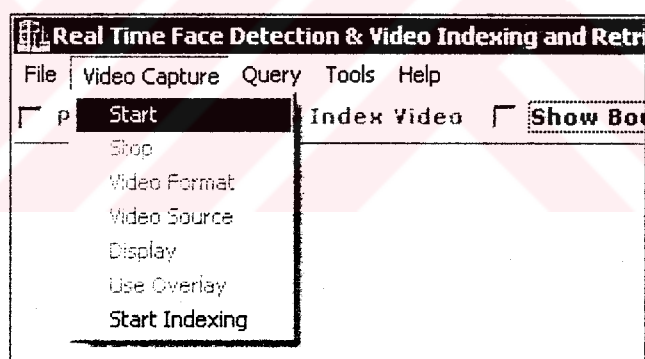 Real Time Face Detection & Video Indexing and Retri
File Video Capture Query Tools Help
P Index Video Show Bou
Start
Stop
Video Format
Video Source
Display
Use Overlay
Start Indexing